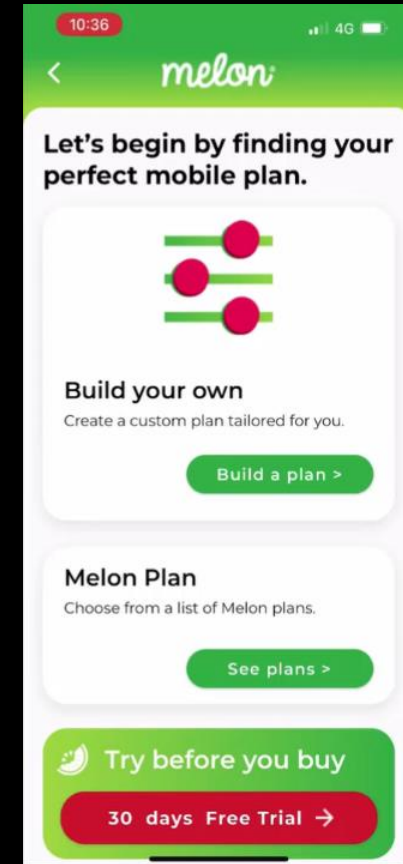 10:36
4G
melon
Let's begin by finding your
perfect mobile plan.
Build your own
Create a custom plan tailored for you.
Build a plan >
Melon Plan
Choose from a list of Melon plans.
See plans >
Try before you buy
30 days Free Trial →